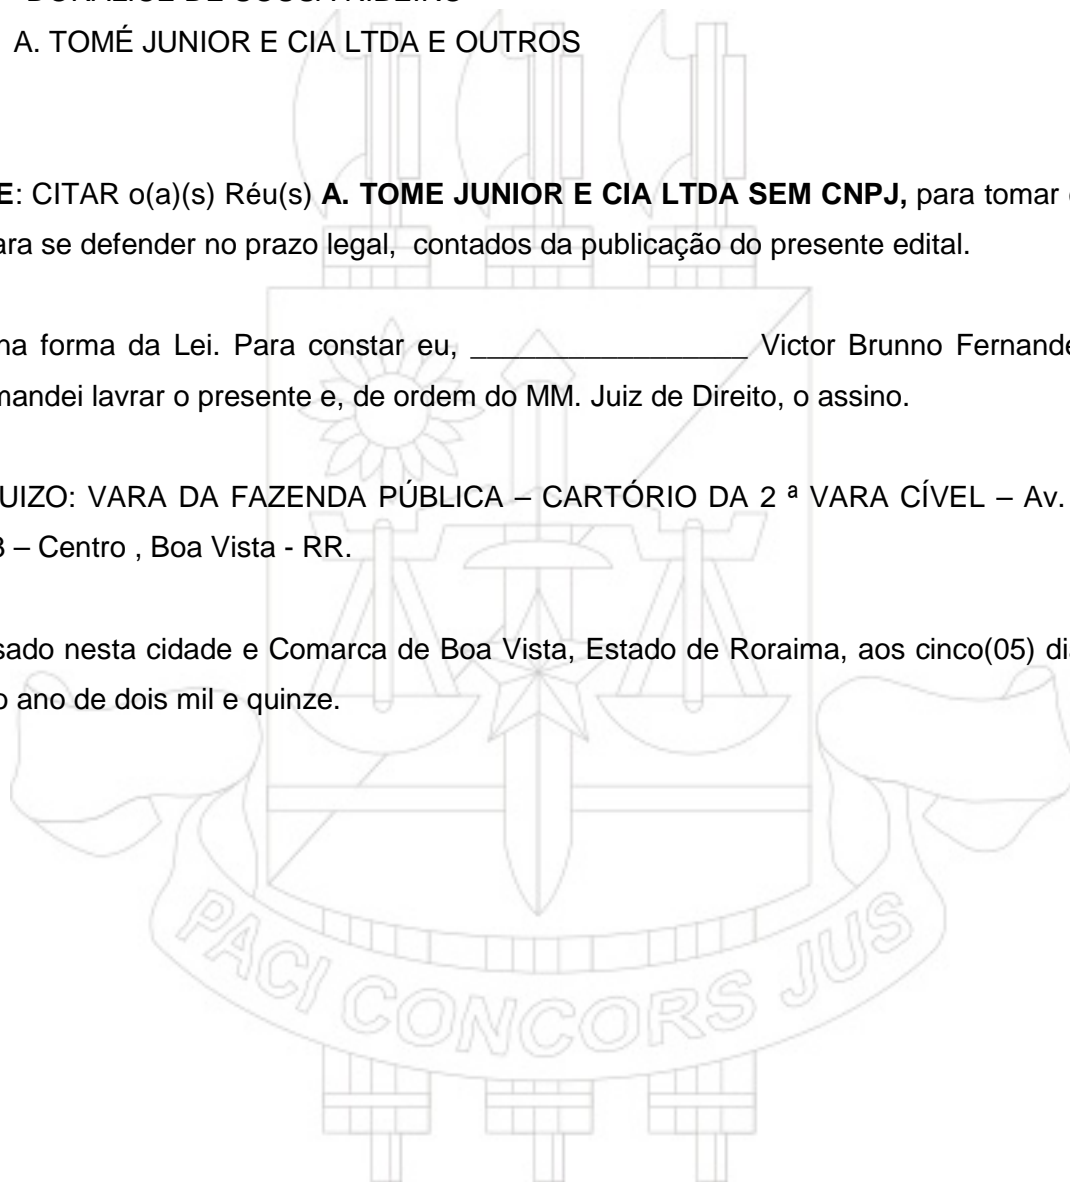 A. TOMÉ JUNIOR E CIA LTDA E OUTROS
E: CITAR o(a)(s) Réu(s) A. TOME JUNIOR E CIA LTDA SEM CNPJ, para tomar
ara se defender no prazo legal, contados da publicação do presente edital.
na forma da Lei. Para constar eu, __________________ Victor Brunno Fernande
mandei lavrar o presente e, de ordem do MM. Juiz de Direito, o assino.
UIZO: VARA DA FAZENDA PÚBLICA – CARTÓRIO DA 2 ª VARA CÍVEL – Av.
3 – Centro , Boa Vista - RR.
sado nesta cidade e Comarca de Boa Vista, Estado de Roraima, aos cinco(05) di
o ano de dois mil e quinze.
PACI CONCORS JUS